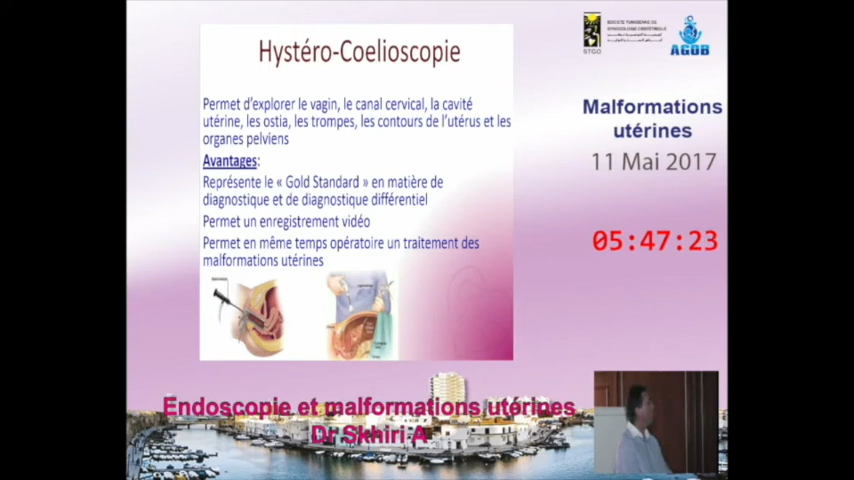 Hystéro-Coelioscopie
Permet d'explorer le vagin, le canal cervical, la cavité
utérine, les ostia, les trompes, les contours de l'utérus et les
organes pelviens
Avantages:
Représente le « Gold Standard » en matière de
diagnostique et de diagnostique différentiel
Permet un enregistrement vidéo
Permet en même temps opératoire un traitement des
malformations utérines
STGO
AGOB
Malformations
utérines
11 Mai 2017
05:47:23
Endoscopie et malformations utérines
Dr Skhiri A